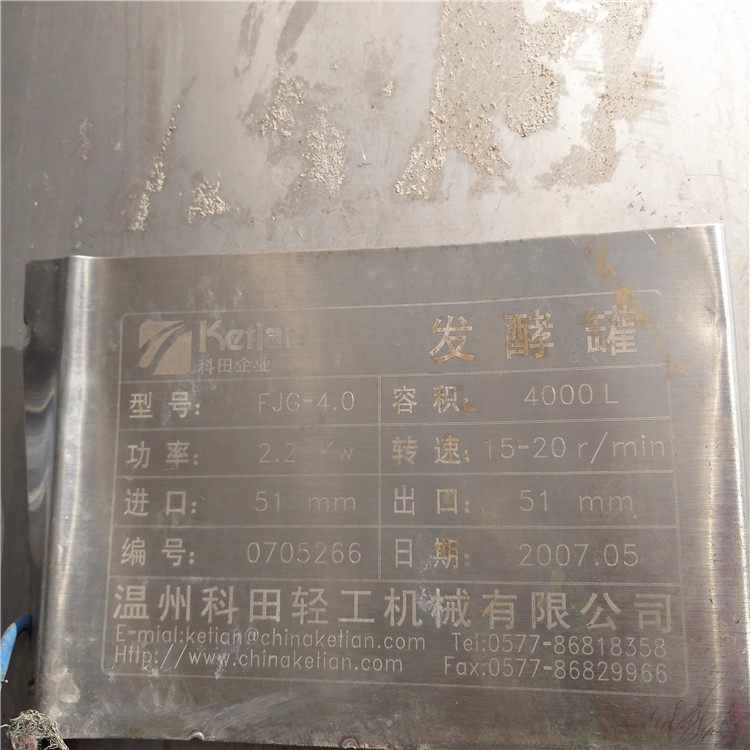 Ketian
科田企业
发酵罐
型号: FJG-4.0 容积: 4000L
功率: 2.2 Kw 转速: 15-20 r/min
进口: 51 mm 出口: 51 mm
编号: 0705266 日期: 2007.05
温州科田轻工机械有限公司
E-mial:ketian@chinaketian.com Tel:0577-86818358
Http://www.chinaketian.com Fax:0577-86829966